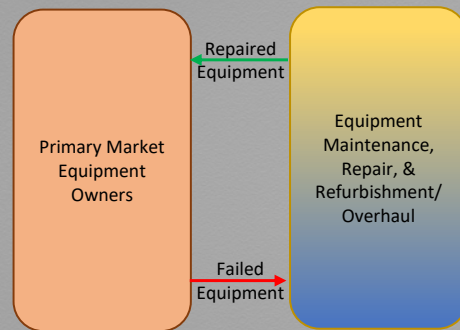 Primary Market
Equipment
Owners
Repaired
Equipment
Failed
Equipment
Equipment
Maintenance,
Repair, &
Refurbishment/
Overhaul